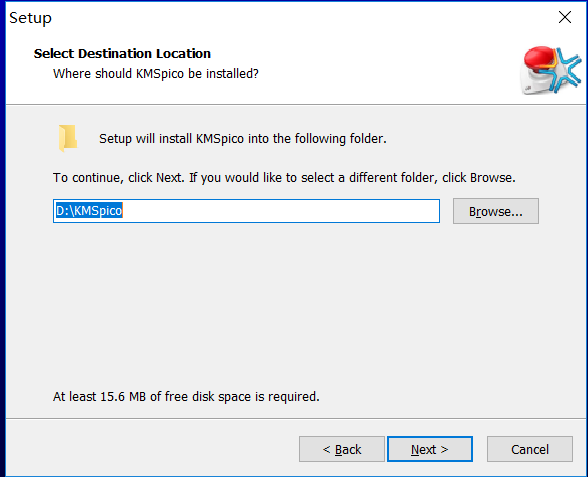 Setup
Select Destination Location
Where should KMSpico be installed?
Setup will install KMSpico into the following folder.
To continue, click Next. If you would like to select a different folder, click Browse.
D:\KMSpico
Browse...
At least 15.6 MB of free disk space is required.
< Back
Next >
Cancel